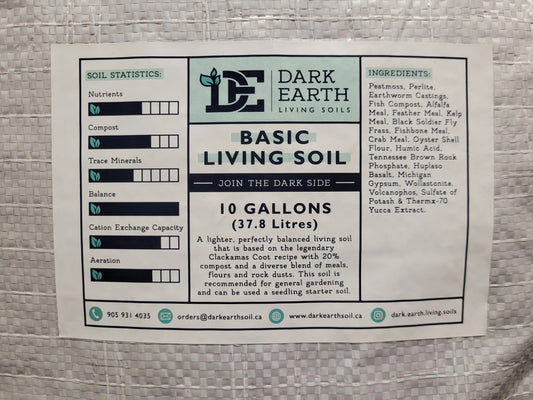 SOIL STATISTICS:
Nutrients
Compost
Trace Minerals
Balance
Cation Exchange Capacity
Aeration
DE
DARK
EARTH
LIVING SOILS
BASIC
LIVING SOIL
JOIN THE DARK SIDE
10 GALLONS
(37.8 Litres)
A lighter, perfectly balanced living soil
that is based on the legendary
Clackamas Coot recipe with 20%
compost and a diverse blend of meals,
flours and rock dusts. This soil is
recommended for general gardening
and can be used a seedling starter soil.
INGREDIENTS:
Peatmoss, Perlite,
Earthworm Castings,
Fish Compost, Alfalfa
Meal, Feather Meal, Kelp
Meal, Black Soldier Fly
Frass, Fishbone Meal,
Crab Meal, Oyster Shell
Flour, Humic Acid,
Tennessee Brown Rock
Phosphate, Huplaso
Basalt, Michigan
Gypsum, Wollastonite,
Volcanophos, Sulfate of
Potash & Thermx-70
Yucca Extract.
905 931 4035
orders@darkearthsoil.ca
www.darkearthsoil.ca
dark.earth.living.soils